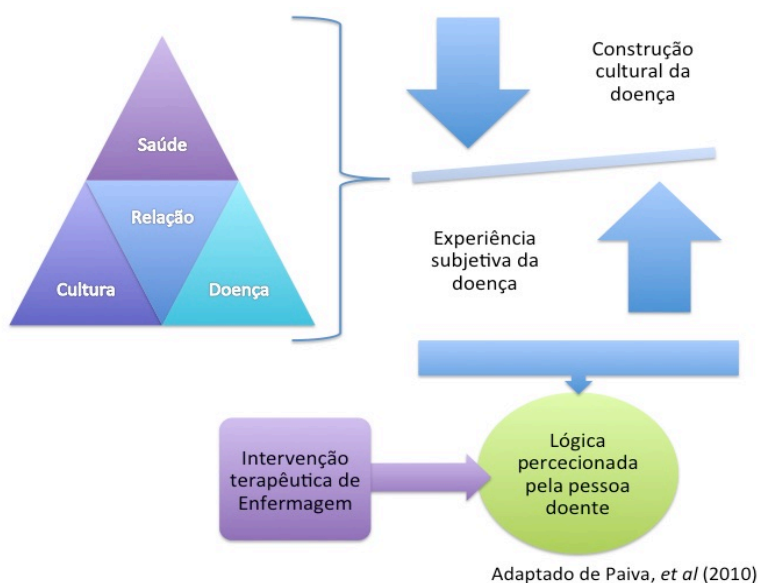 Saúde
Relação
Cultura
Doença
Construção
cultural da
doença
Experiência
subjetiva da
doença
Intervenção
terapêutica de
Enfermagem
Lógica
percecionada
pela pessoa
doente
Adaptado de Paiva, et al (2010)